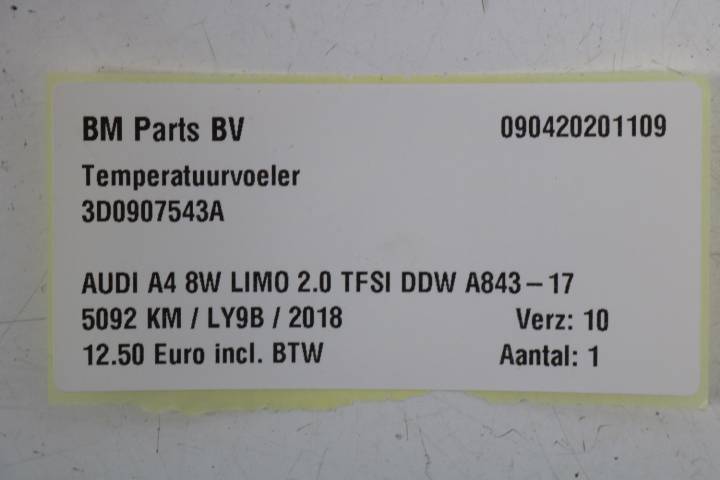 BM Parts BV 090420201109
Temperatuurvoeler
3D0907543A
AUDI A4 8W LIMO 2.0 TFSI DDW A843-17
5092 KM / LY9B / 2018 Verz: 10
12.50 Euro incl. BTW Aantal: 1